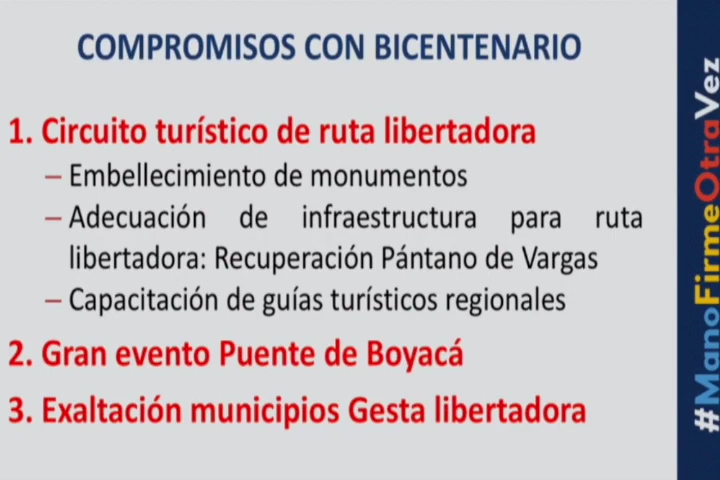 COMPROMISOS CON BICENTENARIO
1. Circuito turístico de ruta libertadora
– Embellecimiento de monumentos
– Adecuación de infraestructura para ruta
libertadora: Recuperación Pántano de Vargas
– Capacitación de guías turísticos regionales
2. Gran evento Puente de Boyacá
3. Exaltación municipios Gesta libertadora
#ManoFirmeOtraVez